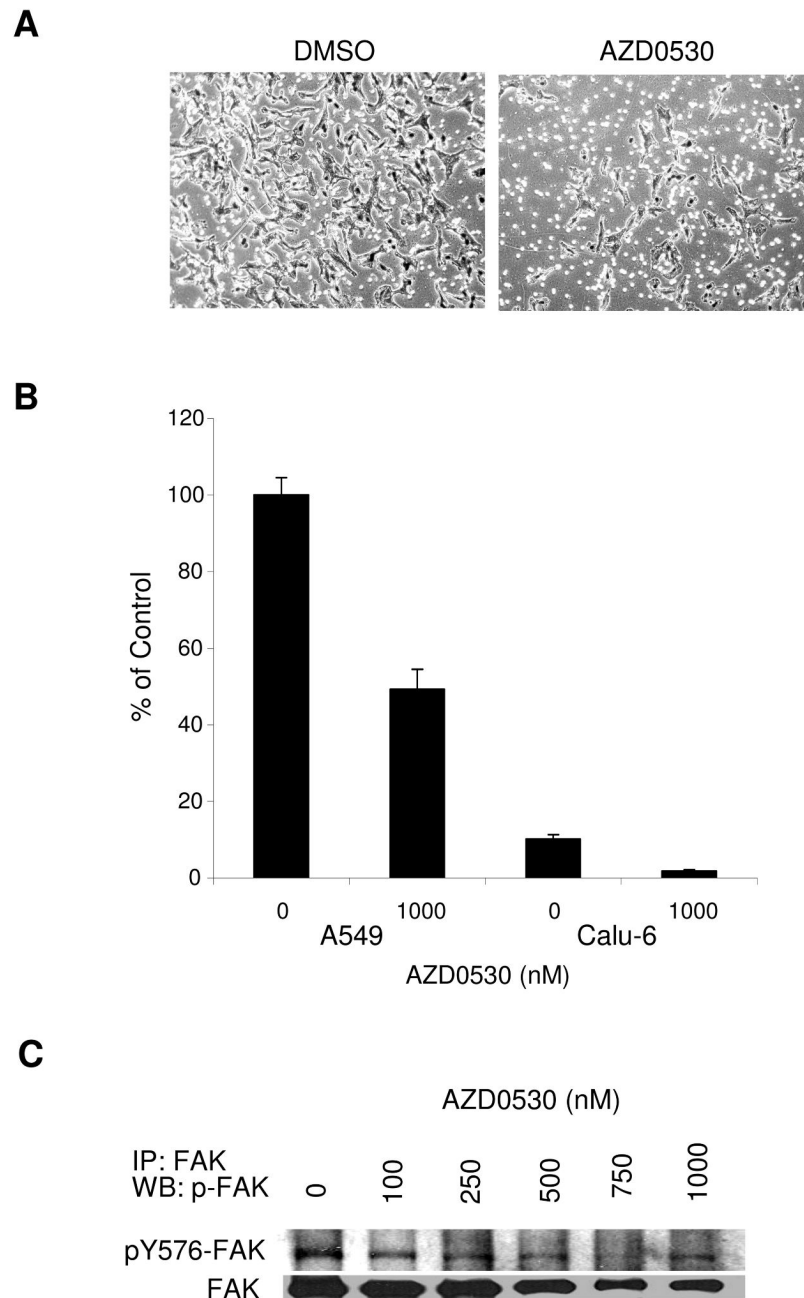 A
DMSO AZD0530
B
120
100
80
60
40
20
0
% of Control
0 1000 0 1000
A549 Calu-6
AZD0530 (nM)
C
AZD0530 (nM)
IP: FAK
WB: p-FAK 0 100 250 500 750 1000
pY576-FAK
FAK